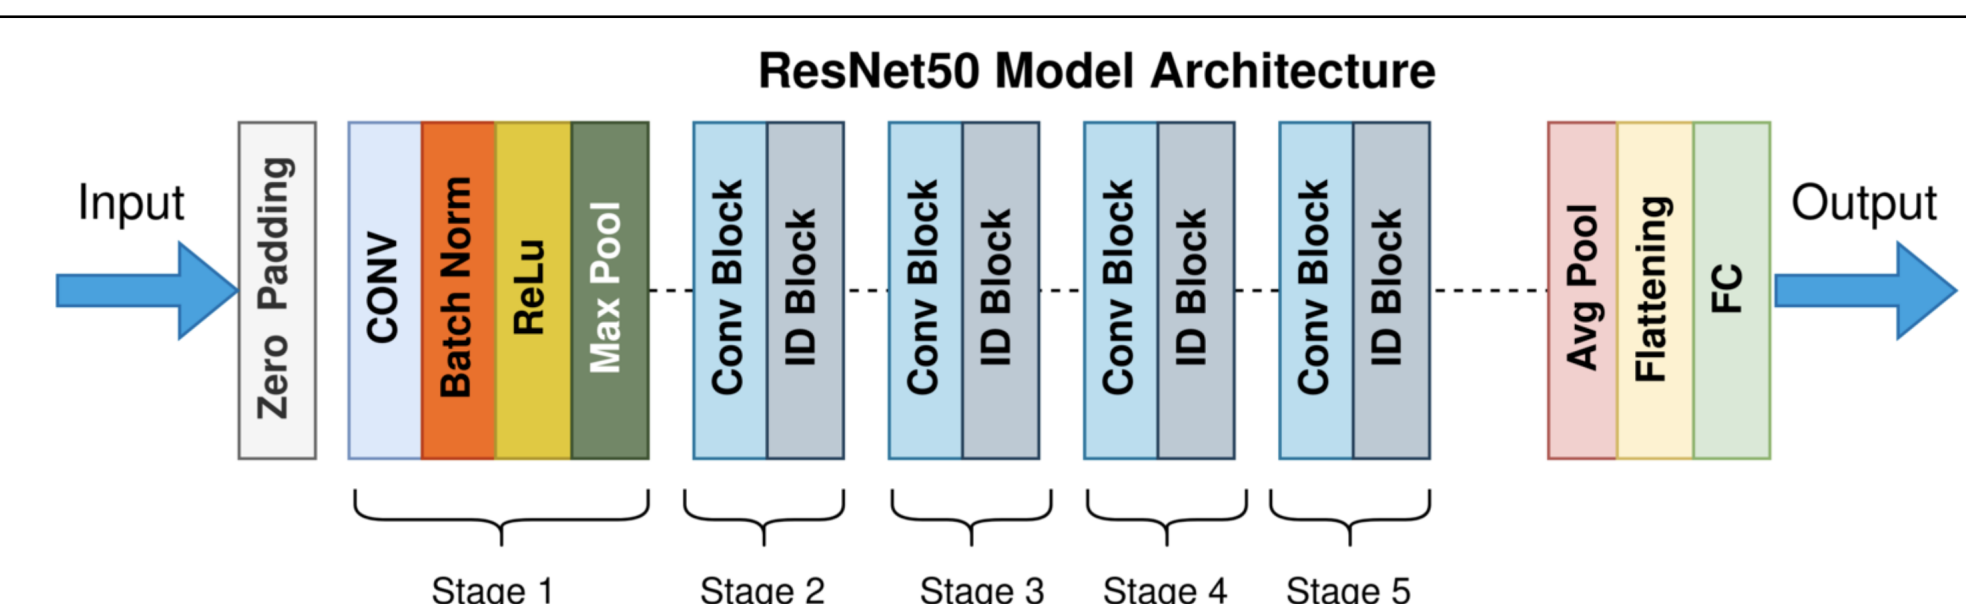 ResNet50 Model Architecture
Input
Zero Padding
CONV
Batch Norm
ReLu
Max Pool
Conv Block
ID Block
Conv Block
ID Block
Conv Block
ID Block
Conv Block
ID Block
Avg Pool
Flattening
FC
Output
Stage 1
Stage 2
Stage 3
Stage 4
Stage 5